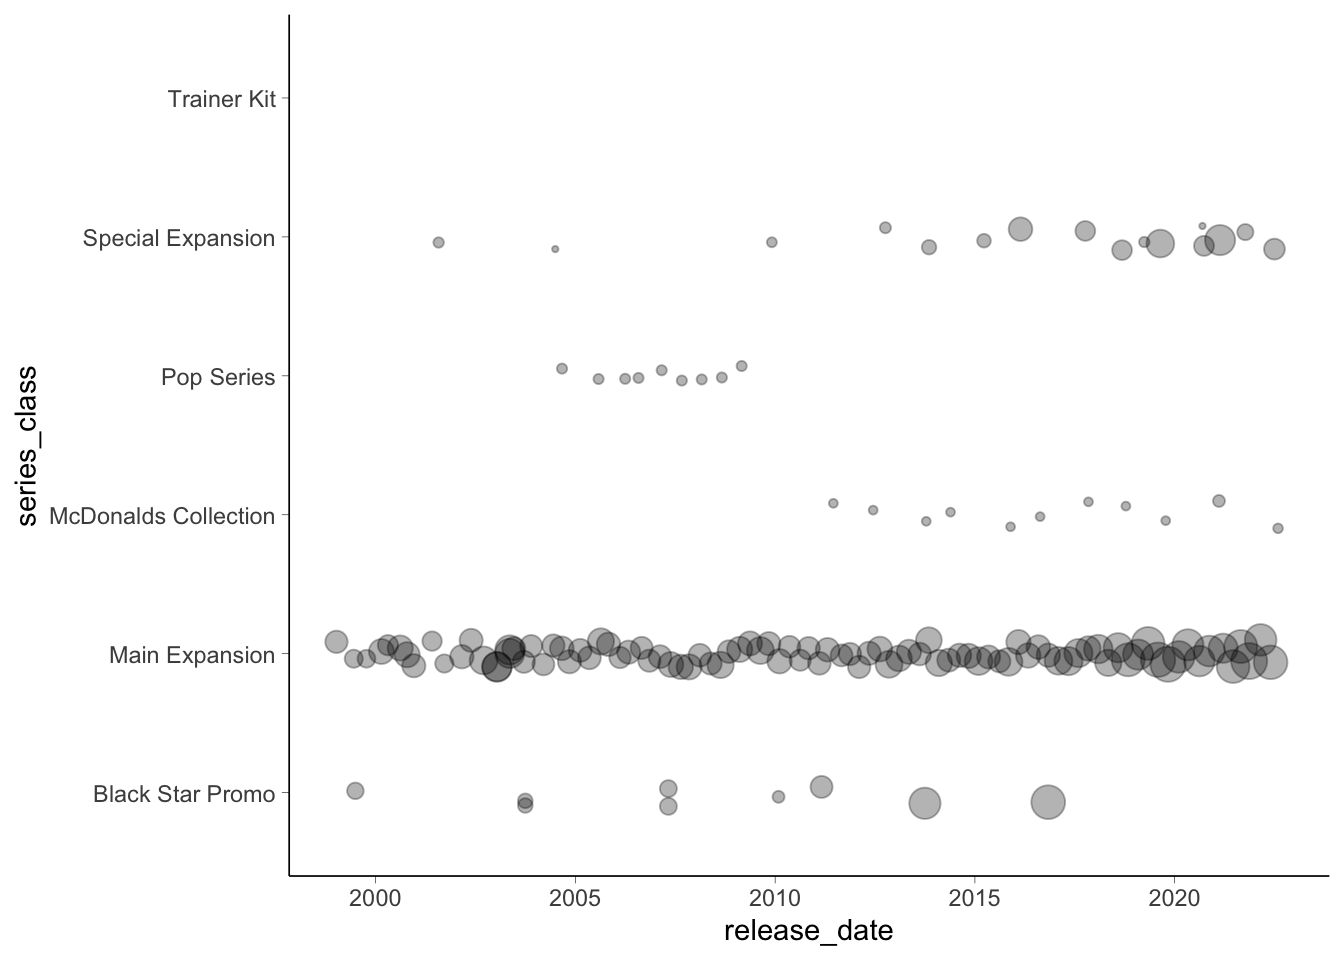 Trainer Kit
Special Expansion
Pop Series
McDonalds Collection
Main Expansion
Black Star Promo
series_class
2000 2005 2010 2015 2020
release_date